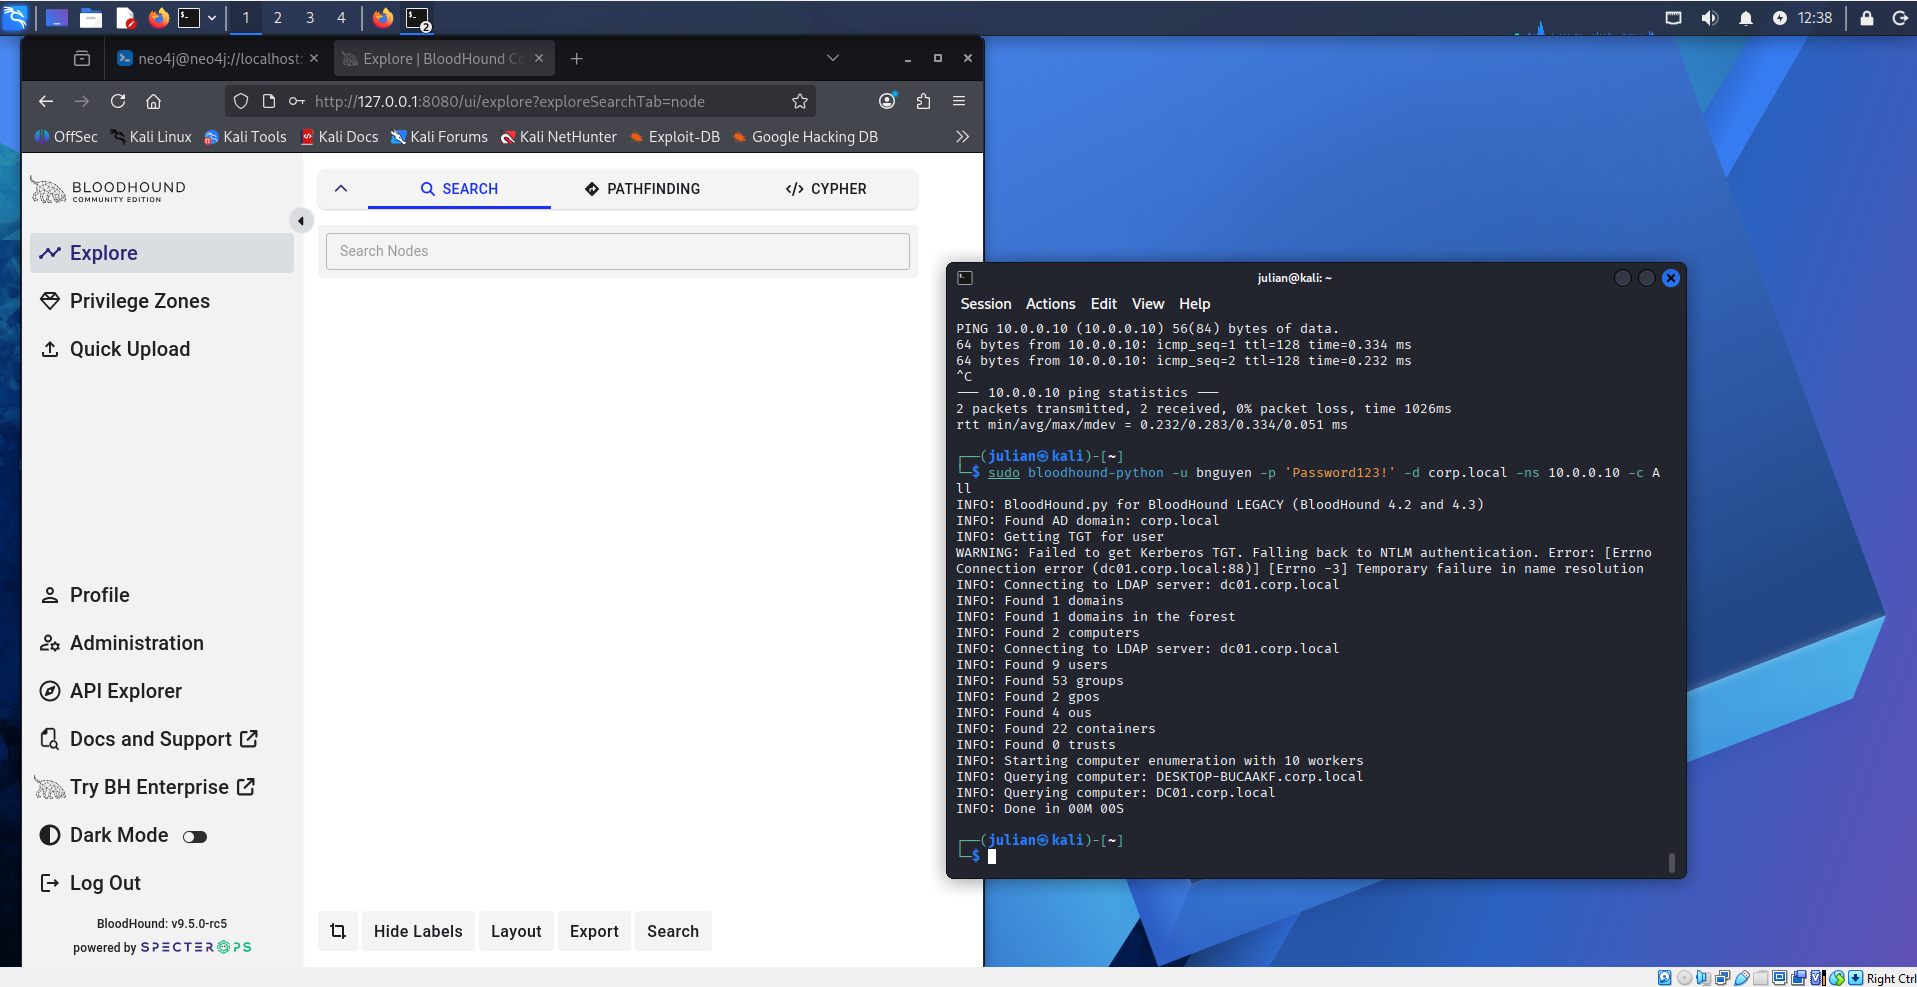 1 2 3 4
2
12:38
neo4j@neo4j://localhost:
Explore | BloodHound Co
http://127.0.0.1:8080/ui/explore?exploreSearchTab=node
OffSec Kali Linux Kali Tools Kali Docs Kali Forums Kali NetHunter Exploit-DB Google Hacking DB
BLOODHOUND
COMMUNITY EDITION
SEARCH PATHFINDING </> CYPHER
Search Nodes
Explore
Privilege Zones
Quick Upload
Profile
Administration
API Explorer
Docs and Support
Try BH Enterprise
Dark Mode
Log Out
BloodHound: v9.5.0-rc5
powered by SPECTEROPS
Hide Labels Layout Export Search
julian@kali: ~
Session Actions Edit View Help
PING 10.0.0.10 (10.0.0.10) 56(84) bytes of data.
64 bytes from 10.0.0.10: icmp_seq=1 ttl=128 time=0.334 ms
64 bytes from 10.0.0.10: icmp_seq=2 ttl=128 time=0.232 ms
^C
--- 10.0.0.10 ping statistics ---
2 packets transmitted, 2 received, 0% packet loss, time 1026ms
rtt min/avg/max/mdev = 0.232/0.283/0.334/0.051 ms
┌──(julian㉿kali)-[~]
└─$ sudo bloodhound-python -u bnguyen -p 'Password123!' -d corp.local -ns 10.0.0.10 -c A
ll
INFO: BloodHound.py for BloodHound LEGACY (BloodHound 4.2 and 4.3)
INFO: Found AD domain: corp.local
INFO: Getting TGT for user
WARNING: Failed to get Kerberos TGT. Falling back to NTLM authentication. Error: [Errno
Connection error (dc01.corp.local:88)] [Errno -3] Temporary failure in name resolution
INFO: Connecting to LDAP server: dc01.corp.local
INFO: Found 1 domains
INFO: Found 1 domains in the forest
INFO: Found 2 computers
INFO: Connecting to LDAP server: dc01.corp.local
INFO: Found 9 users
INFO: Found 53 groups
INFO: Found 2 gpos
INFO: Found 4 ous
INFO: Found 22 containers
INFO: Found 0 trusts
INFO: Starting computer enumeration with 10 workers
INFO: Querying computer: DESKTOP-BUCAAKF.corp.local
INFO: Querying computer: DC01.corp.local
INFO: Done in 00M 00S
┌──(julian㉿kali)-[~]
└─$
Right Ctrl